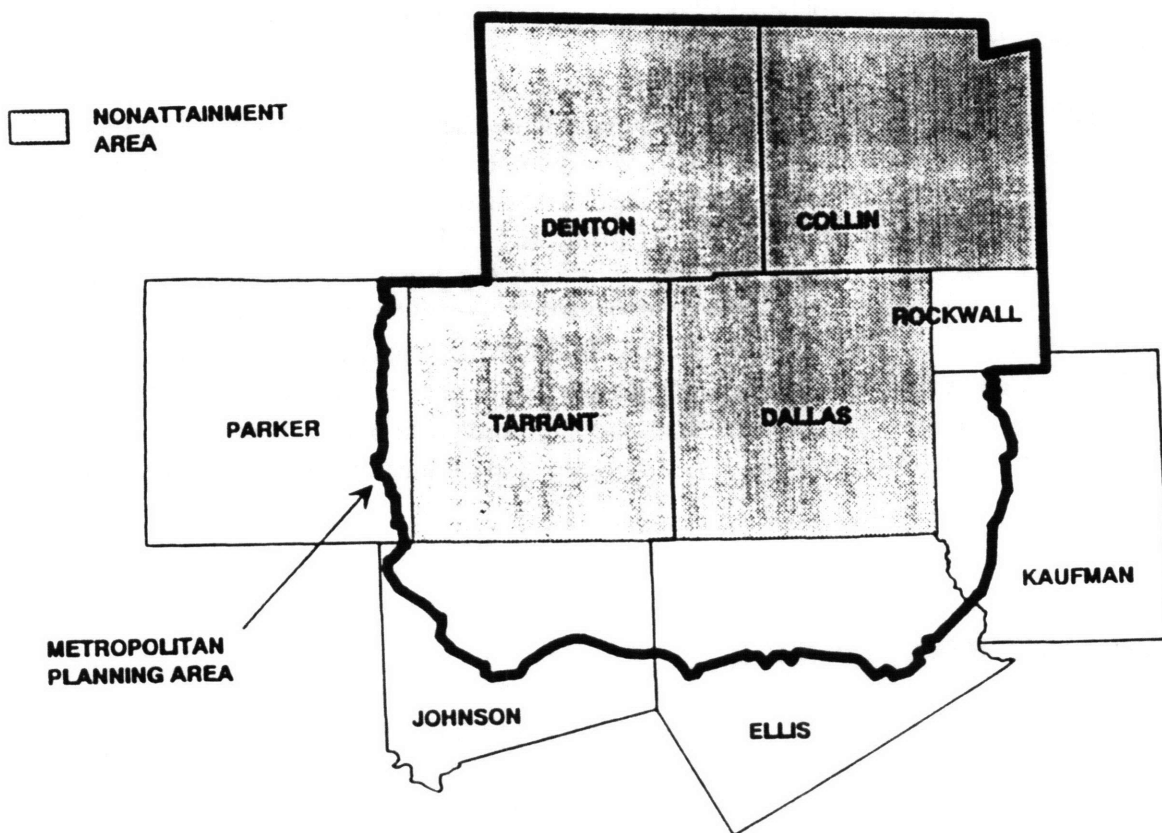 NONATTAINMENT
AREA
DENTON
COLLIN
ROCKWALL
PARKER
TARRANT
DALLAS
KAUFMAN
METROPOLITAN
PLANNING AREA
JOHNSON
ELLIS